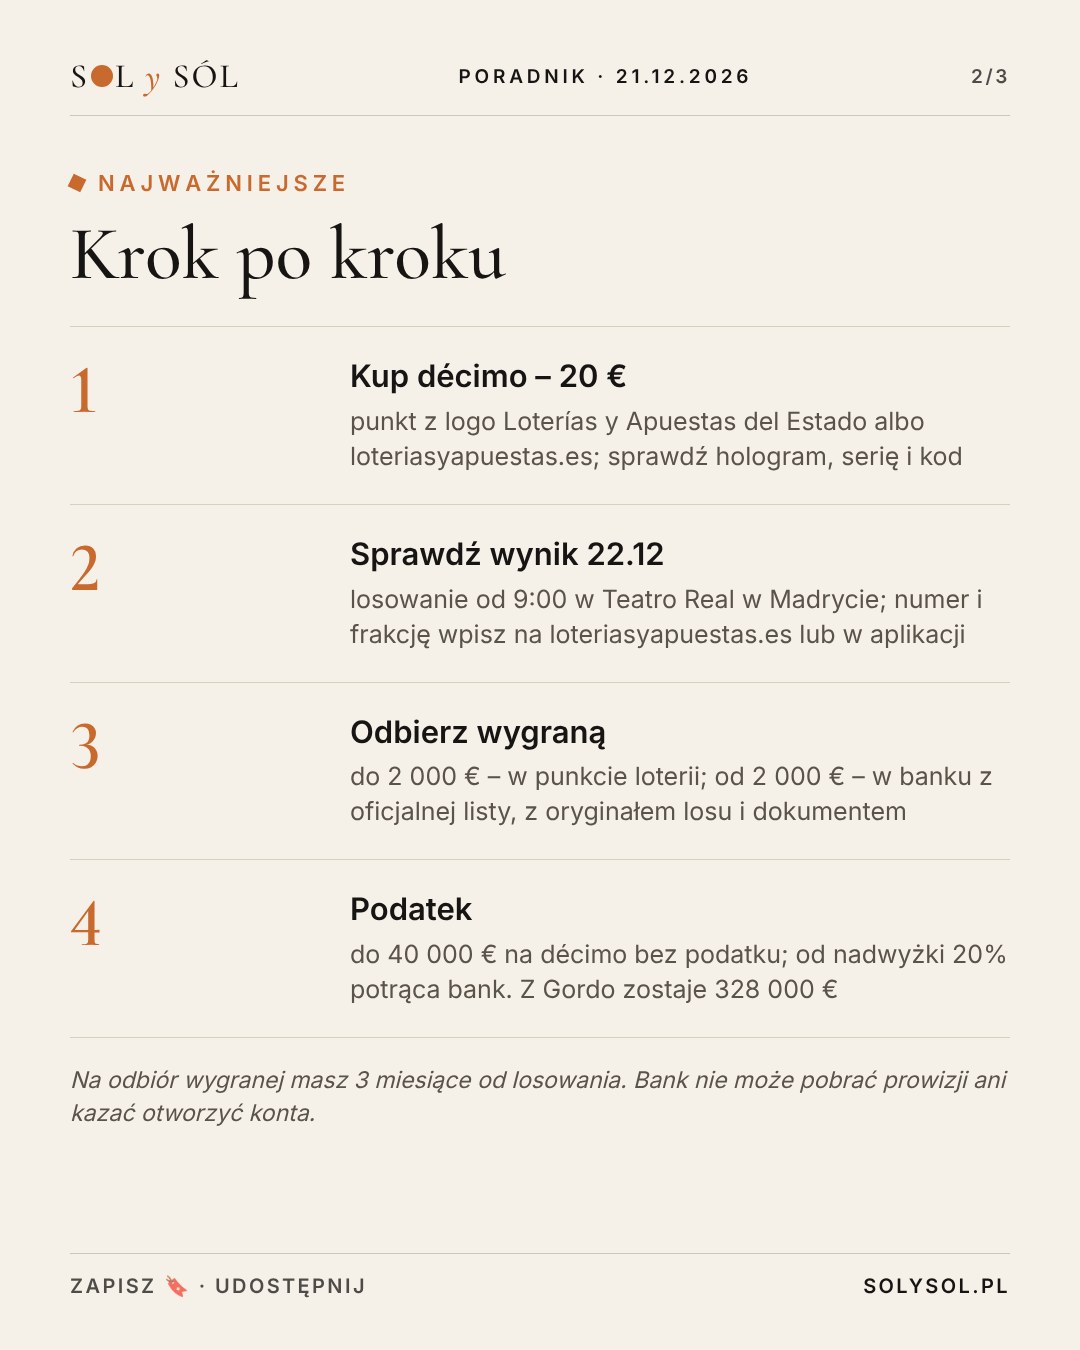 SOL y SÓL
PORADNIK · 21.12.2026
2/3
NAJWAŻNIEJSZE
Krok po kroku
1
Kup décimo – 20 €
punkt z logo Loterías y Apuestas del Estado albo
loteriasyapuestas.es; sprawdź hologram, serię i kod
2
Sprawdź wynik 22.12
losowanie od 9:00 w Teatro Real w Madrycie; numer i
frakcję wpisz na loteriasyapuestas.es lub w aplikacji
3
Odbierz wygraną
do 2 000 € – w punkcie loterii; od 2 000 € – w banku z
oficjalnej listy, z oryginałem losu i dokumentem
4
Podatek
do 40 000 € na décimo bez podatku; od nadwyżki 20%
potrąca bank. Z Gordo zostaje 328 000 €
Na odbiór wygranej masz 3 miesiące od losowania. Bank nie może pobrać prowizji ani
kazać otworzyć konta.
ZAPISZ 🔖 · UDOSTĘPNIJ
SOLYSOL.PL